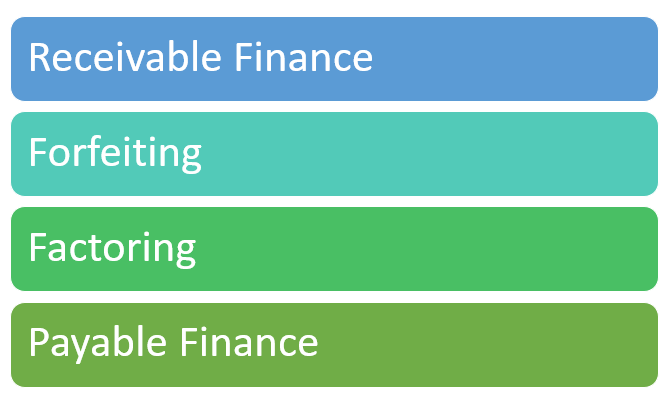 Receivable Finance
Forfeiting
Factoring
Payable Finance